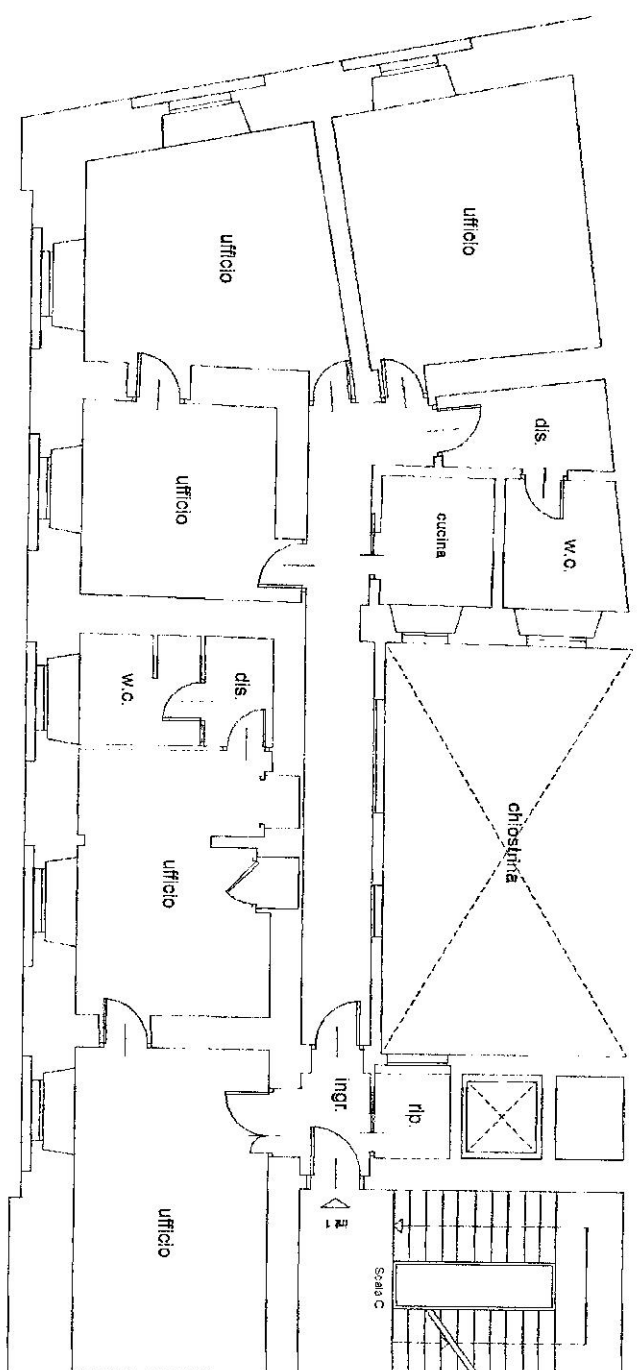 ufficio
ufficio
dis.
ufficio
cucina
w.c.
dis.
w.c.
chiostrina
ufficio
ingr.
rip.
ufficio
Scala C